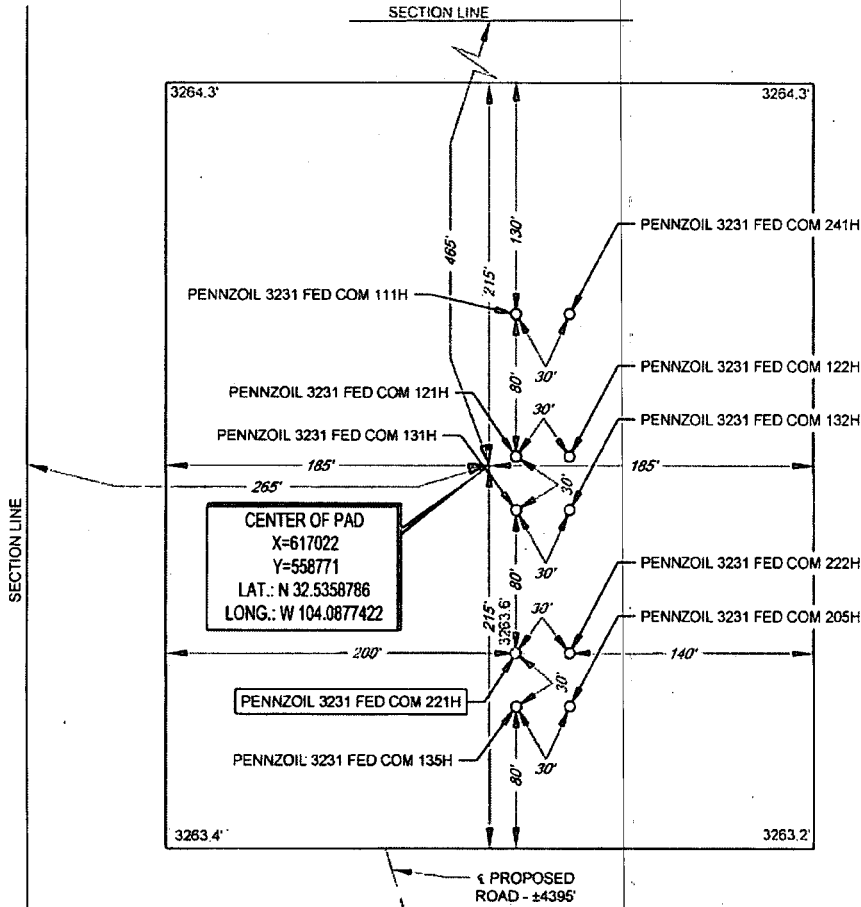 SECTION LINE
3264.3'
3264.3'
465'
215'
130'
PENNZOIL 3231 FED COM 241H
PENNZOIL 3231 FED COM 111H
80'
30'
PENNZOIL 3231 FED COM 122H
PENNZOIL 3231 FED COM 121H
30'
PENNZOIL 3231 FED COM 132H
PENNZOIL 3231 FED COM 131H
185'
185'
265'
30'
SECTION LINE
CENTER OF PAD
X=617022
Y=558771
LAT.: N 32.5358786
LONG.: W 104.0877422
80'
30'
PENNZOIL 3231 FED COM 222H
215'
3263.6'
30'
PENNZOIL 3231 FED COM 205H
200'
140'
30'
PENNZOIL 3231 FED COM 221H
PENNZOIL 3231 FED COM 135H
80'
30'
3263.4'
3263.2'
℄ PROPOSED
ROAD - ±4395'